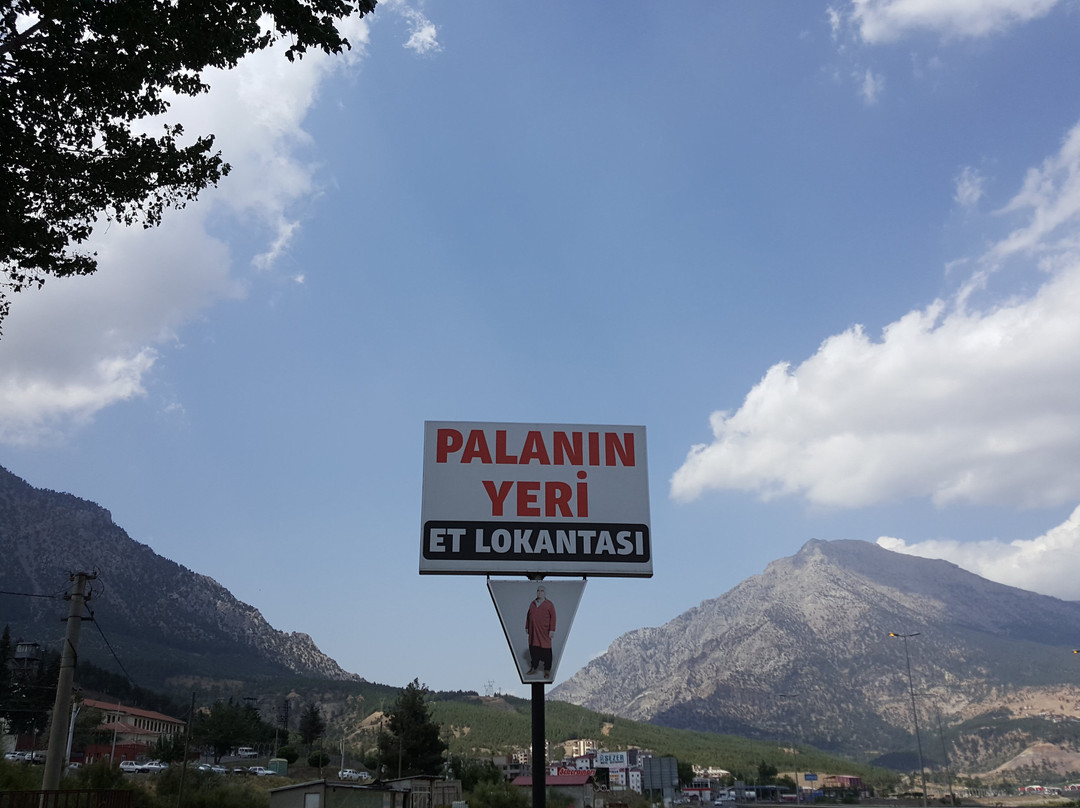 PALANIN
YERİ
ET LOKANTASI